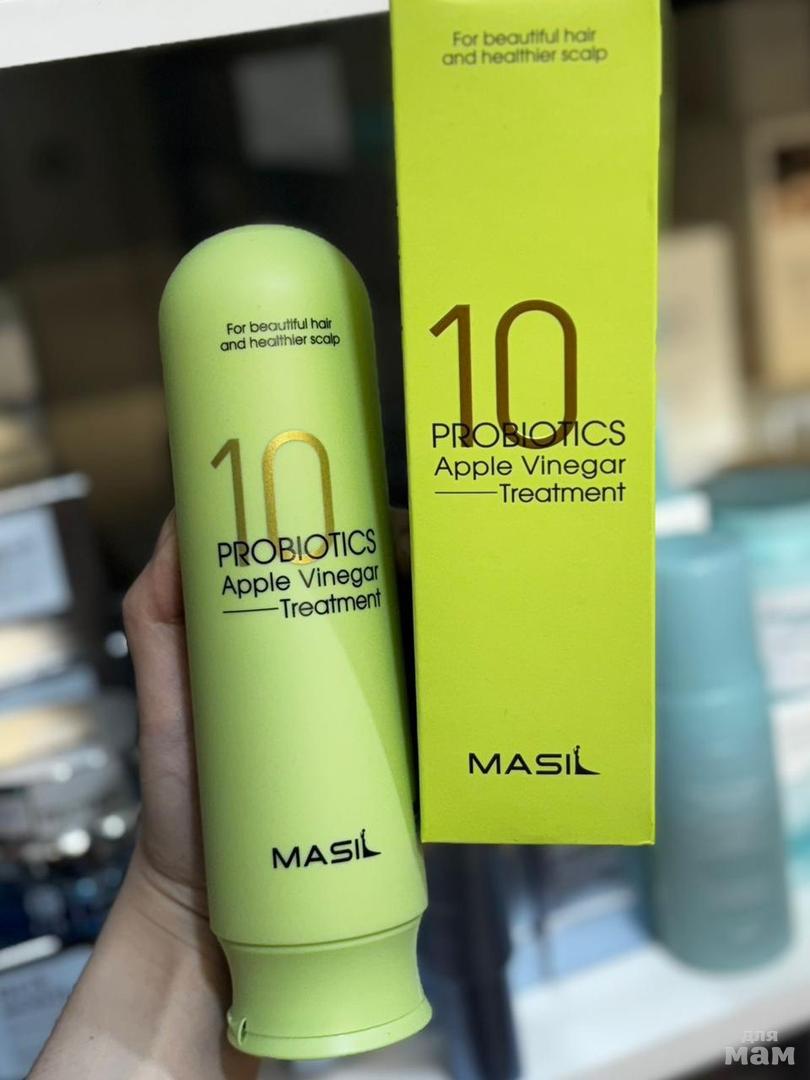 For beautiful hair
and healthier scalp
10
PROBIOTICS
Apple Vinegar
Treatment
MASIL
For beautiful hair
and healthier scalp
10
PROBIOTICS
Apple Vinegar
Treatment
MASIL
для
мам